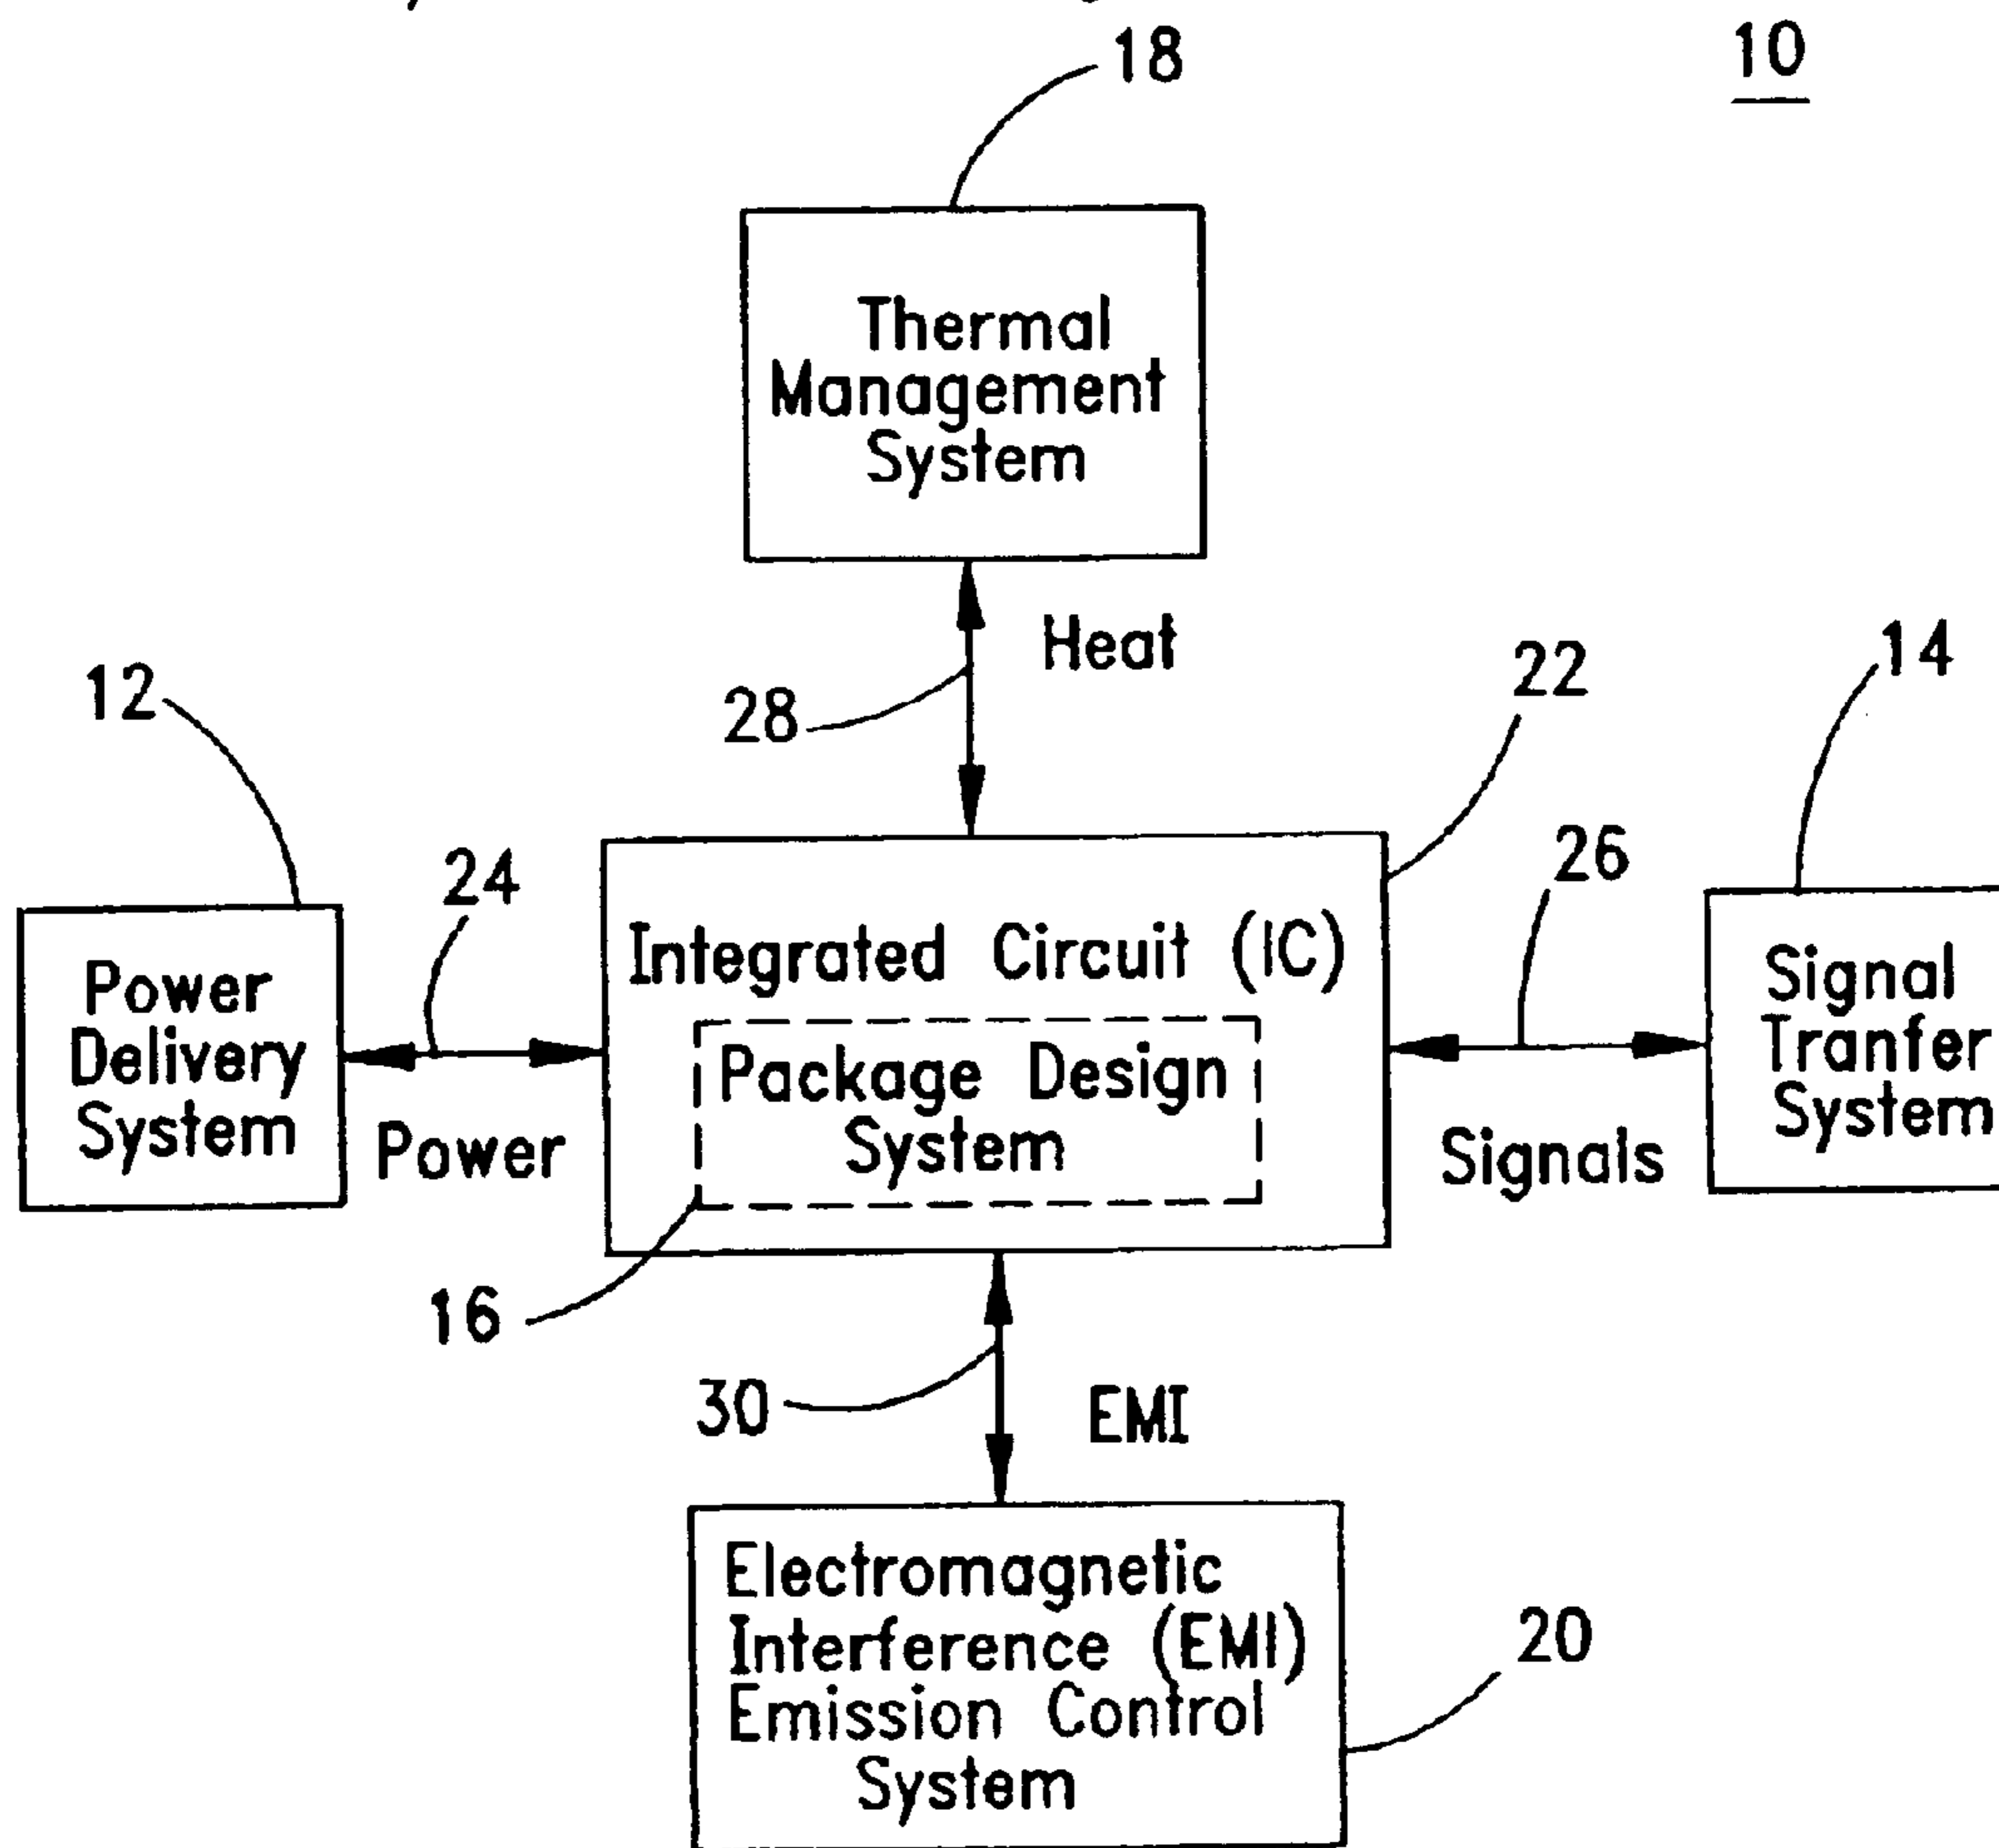 18
10
Thermal
Management
System
Heat
28
12
22
14
24
26
Power
Delivery
System
Power
Integrated Circuit (IC)
Package Design
System
Signal
Tranfer
System
Signals
16
30
EMI
Electromagnetic
Interference (EMI)
Emission Control
System
20